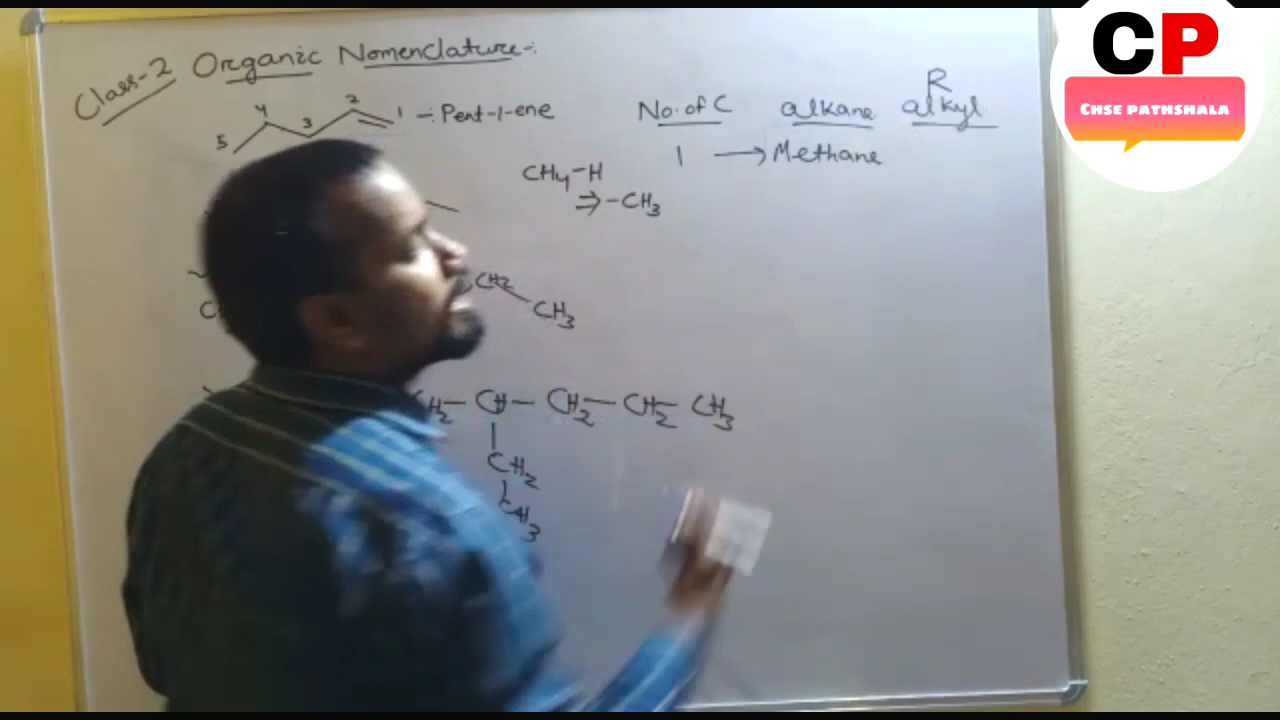 Class-2 Organic Nomenclature-:
5 4 3 2 1 -: Pent-1-ene
No. of C alkane alkyl
R
1 → Methane
CH4-H
⇒ -CH3
CH2
CH3
CH2- CH - CH2 - CH2 - CH3
CH2
CH3
CP
CHSE PATHSHALA